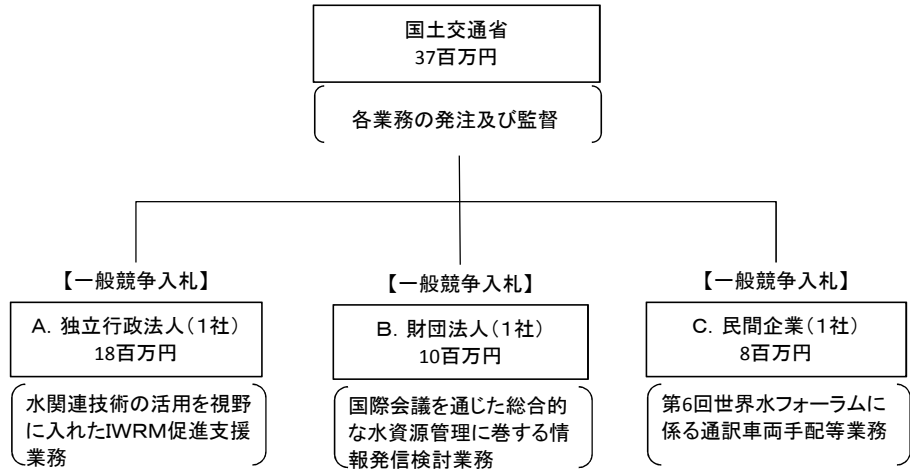 国土交通省
37百万円
各業務の発注及び監督
【一般競争入札】
A. 独立行政法人(1社)
18百万円
水関連技術の活用を視野
に入れたIWRM促進支援
業務
【一般競争入札】
B. 財団法人(1社)
10百万円
国際会議を通じた総合的
な水資源管理に巻する情
報発信検討業務
【一般競争入札】
C. 民間企業(1社)
8百万円
第6回世界水フォーラムに
係る通訳車両手配等業務